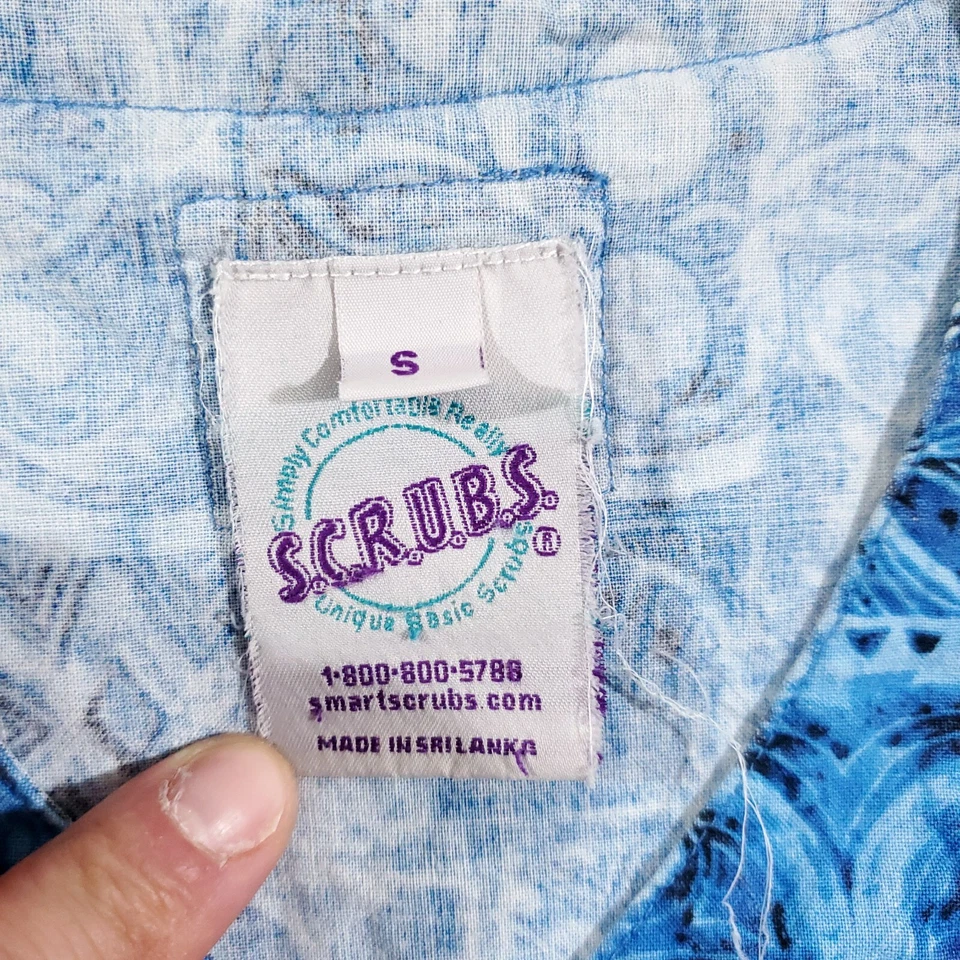 S
Simply Comfortable Really
S.C.R.U.B.S.®
Unique Basic Scrubs
1-800-800-5788
smartscrubs.com
MADE IN SRI LANKA